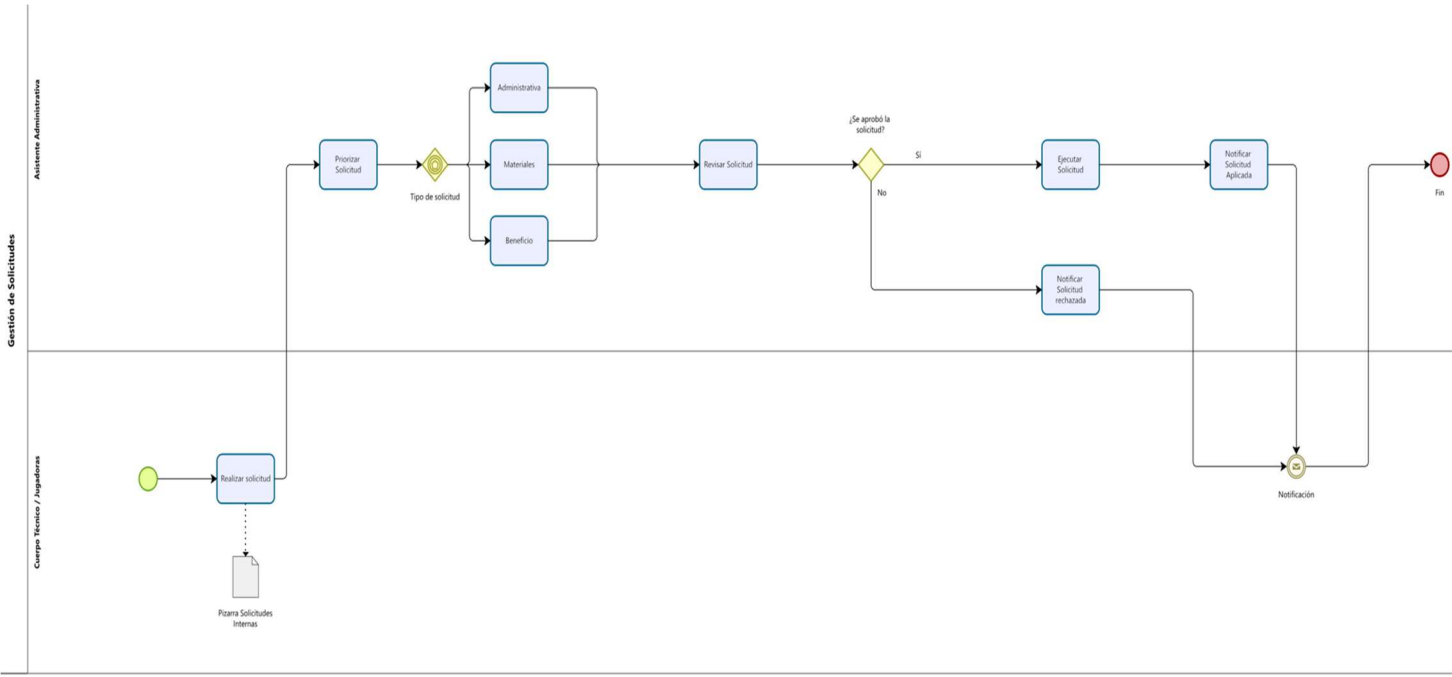 Gestión de Solicitudes
Asistente Administrativa
Priorizar
Solicitud
Tipo de solicitud
Administrativa
Materiales
Beneficio
Revisar Solicitud
¿Se aprobó la
solicitud?
Sí
No
Ejecutar
Solicitud
Notificar
Solicitud
Aplicada
Notificar
Solicitud
rechazada
Fin
Cuerpo Técnico / Jugadoras
Realizar solicitud
Pizarra Solicitudes
Internas
Notificación